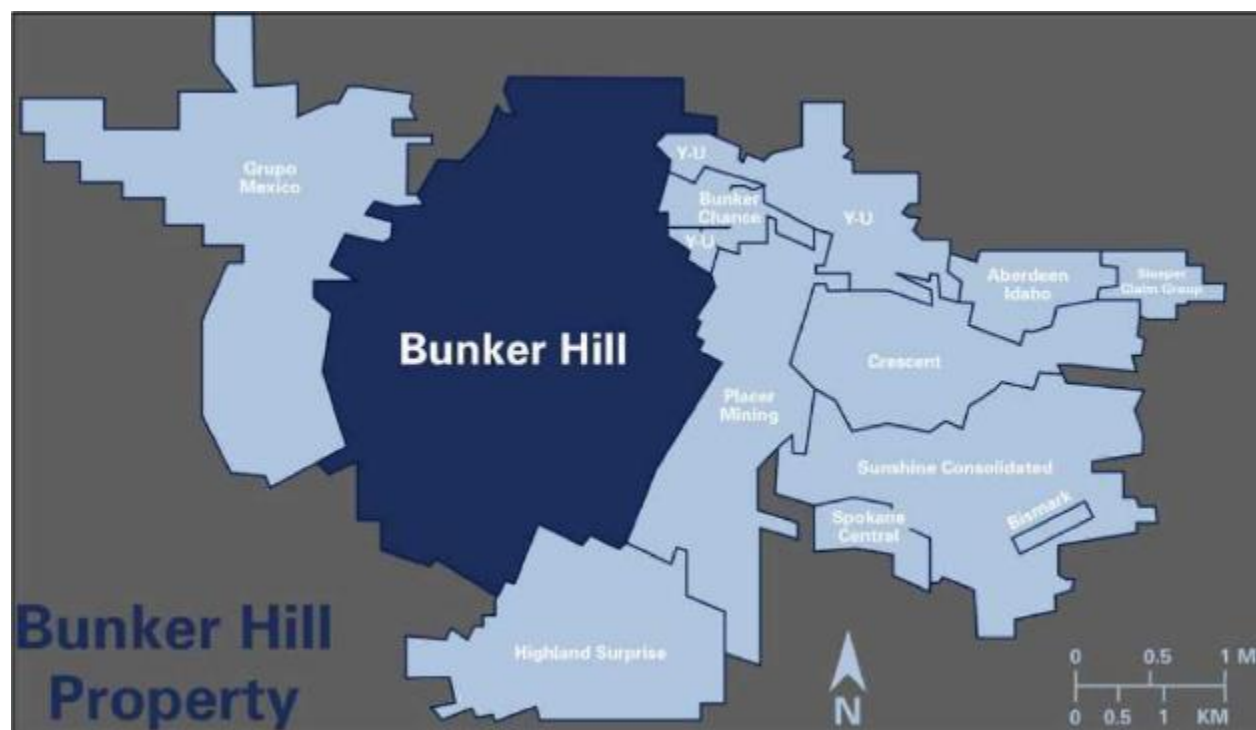 Grupo
Mexico
Y-U
Bunker
Chance
Y-U
Y-U
Aberdeen
Idaho
Sleeper
Claim Group
Bunker Hill
Crescent
Placer
Mining
Sunshine Consolidated
Bismark
Spokane
Central
Highland Surprise
Bunker Hill
Property
N
0 0.5 1 M
0 0.5 1 KM